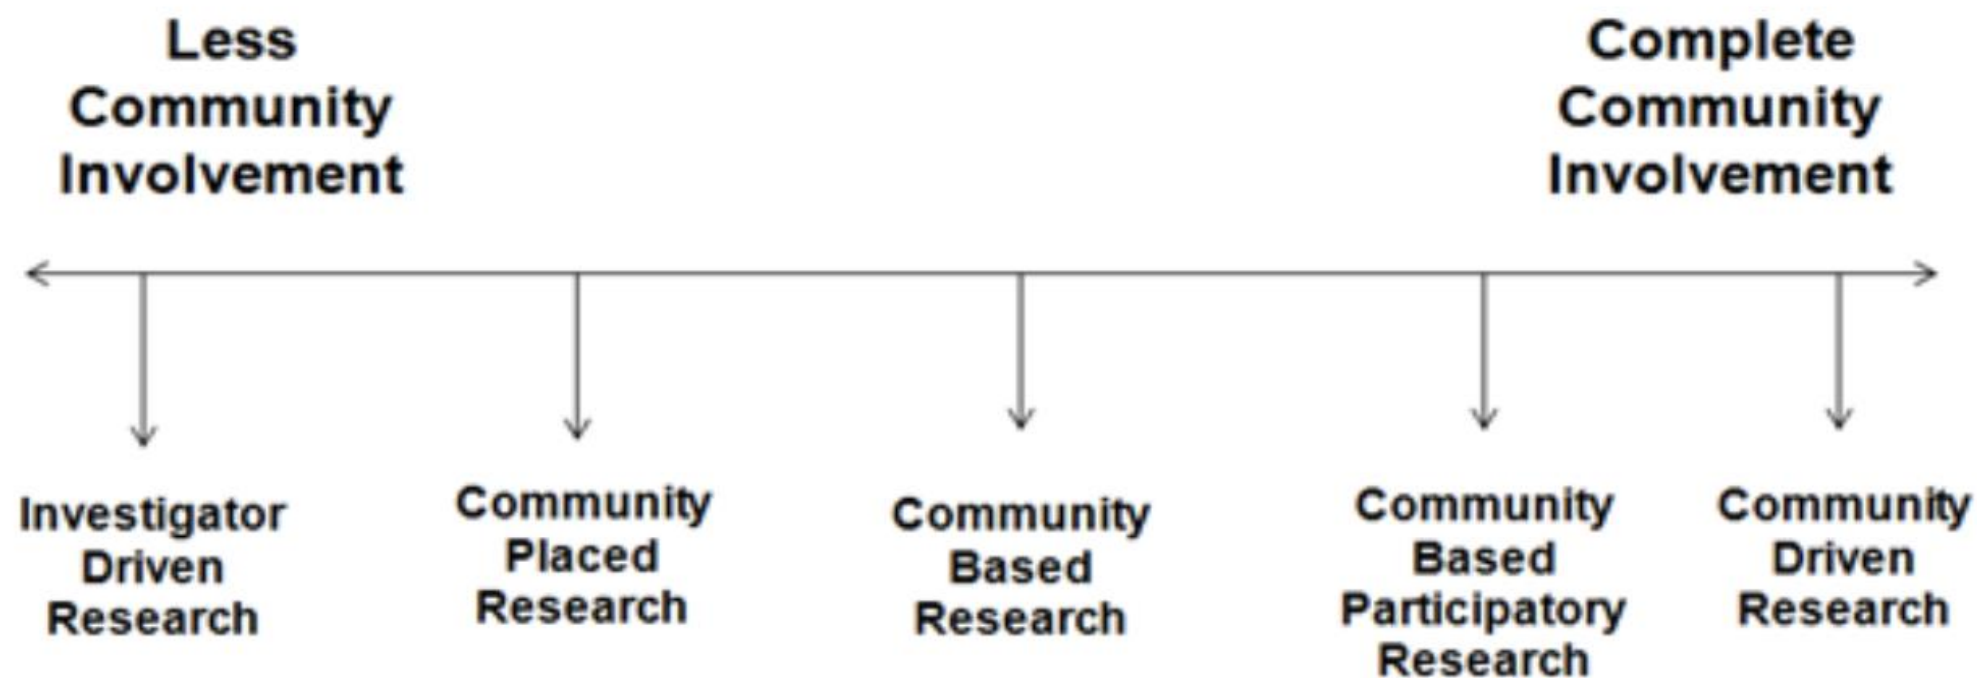 Less
Community
Involvement
Complete
Community
Involvement
Investigator
Driven
Research
Community
Placed
Research
Community
Based
Research
Community
Based
Participatory
Research
Community
Driven
Research